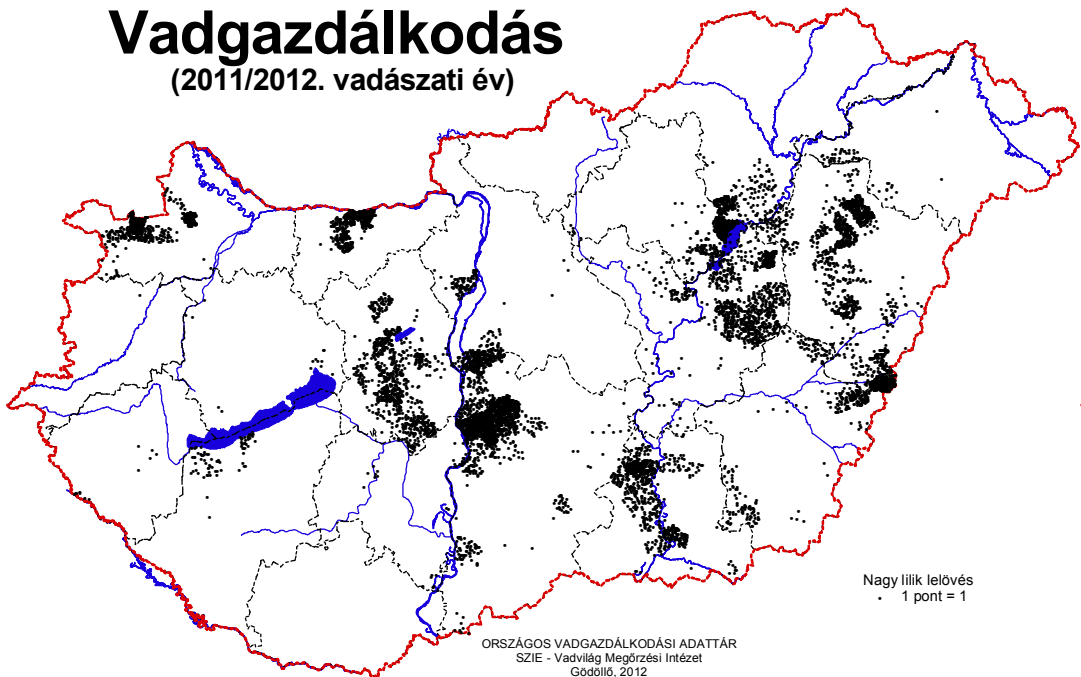 Vadgazdálkodás
(2011/2012. vadászati év)
Nagy lilik lelövés
. 1 pont = 1
ORSZÁGOS VADGAZDÁLKODÁSI ADATTÁR
SZIE - Vadvilág Megőrzési Intézet
Gödöllő, 2012